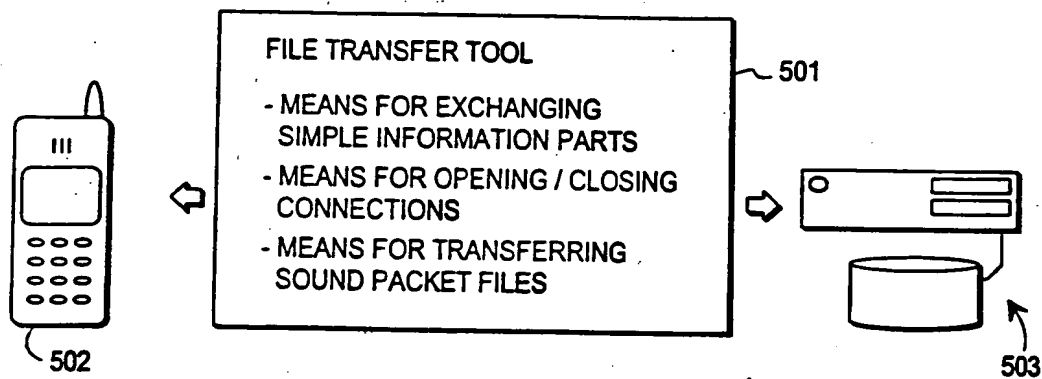 FILE TRANSFER TOOL
- MEANS FOR EXCHANGING
SIMPLE INFORMATION PARTS
- MEANS FOR OPENING / CLOSING
CONNECTIONS
- MEANS FOR TRANSFERRING
SOUND PACKET FILES
501
502
503